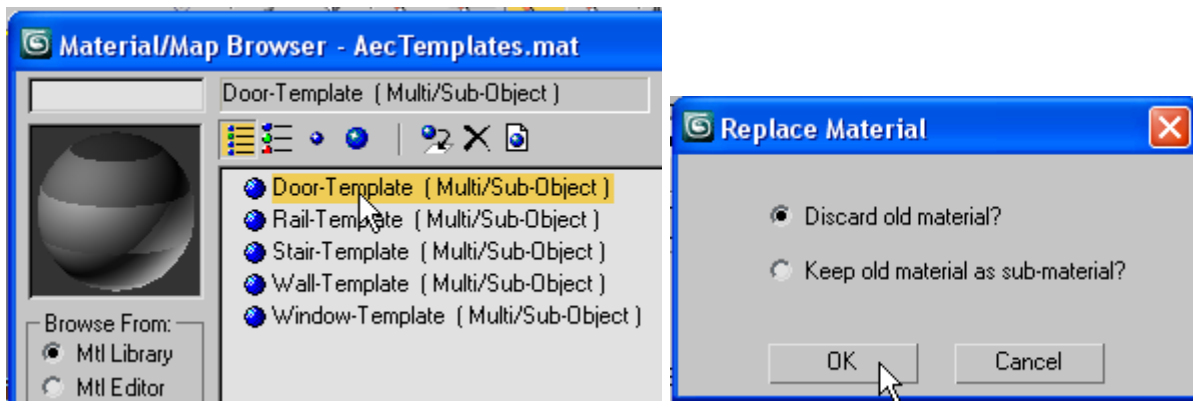 Material/Map Browser - AecTemplates.mat
Door-Template ( Multi/Sub-Object )
Door-Template ( Multi/Sub-Object )
Rail-Template ( Multi/Sub-Object )
Stair-Template ( Multi/Sub-Object )
Wall-Template ( Multi/Sub-Object )
Window-Template ( Multi/Sub-Object )
Browse From:
Mtl Library
Mtl Editor
Replace Material
Discard old material?
Keep old material as sub-material?
OK Cancel